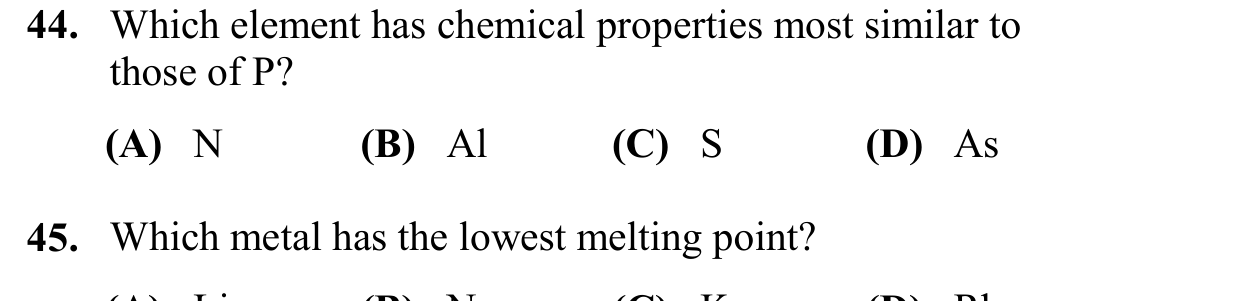 44. Which element has chemical properties most similar to
those of P?
(A) N (B) Al (C) S (D) As
45. Which metal has the lowest melting point?